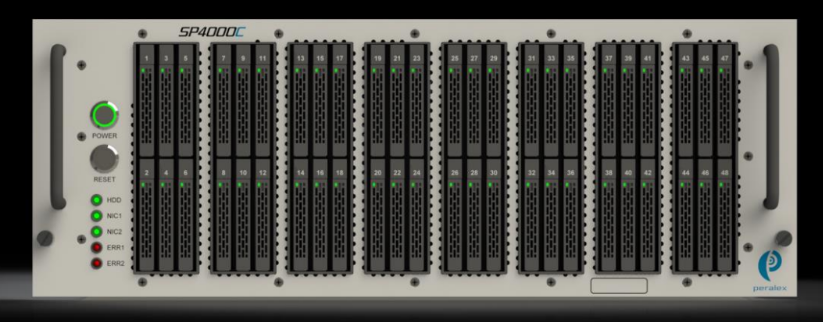 SP4000C
1 3 5 7 9 11 13 15 17 19 21 23 25 27 29 31 33 35 37 39 41 43 45 47
POWER
2 4 6 8 10 12 14 16 18 20 22 24 26 28 30 32 34 36 38 40 42 44 46 48
RESET
HDD
NIC1
NIC2
ERR1
ERR2
peralex